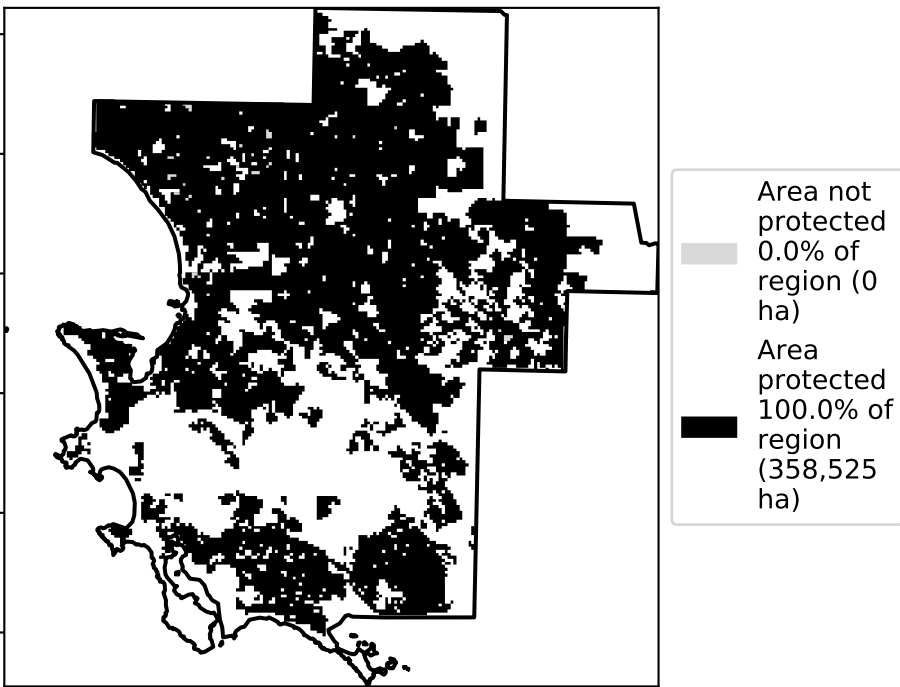 Area not
protected
0.0% of
region (0
ha)
Area
protected
100.0% of
region
(358,525
ha)